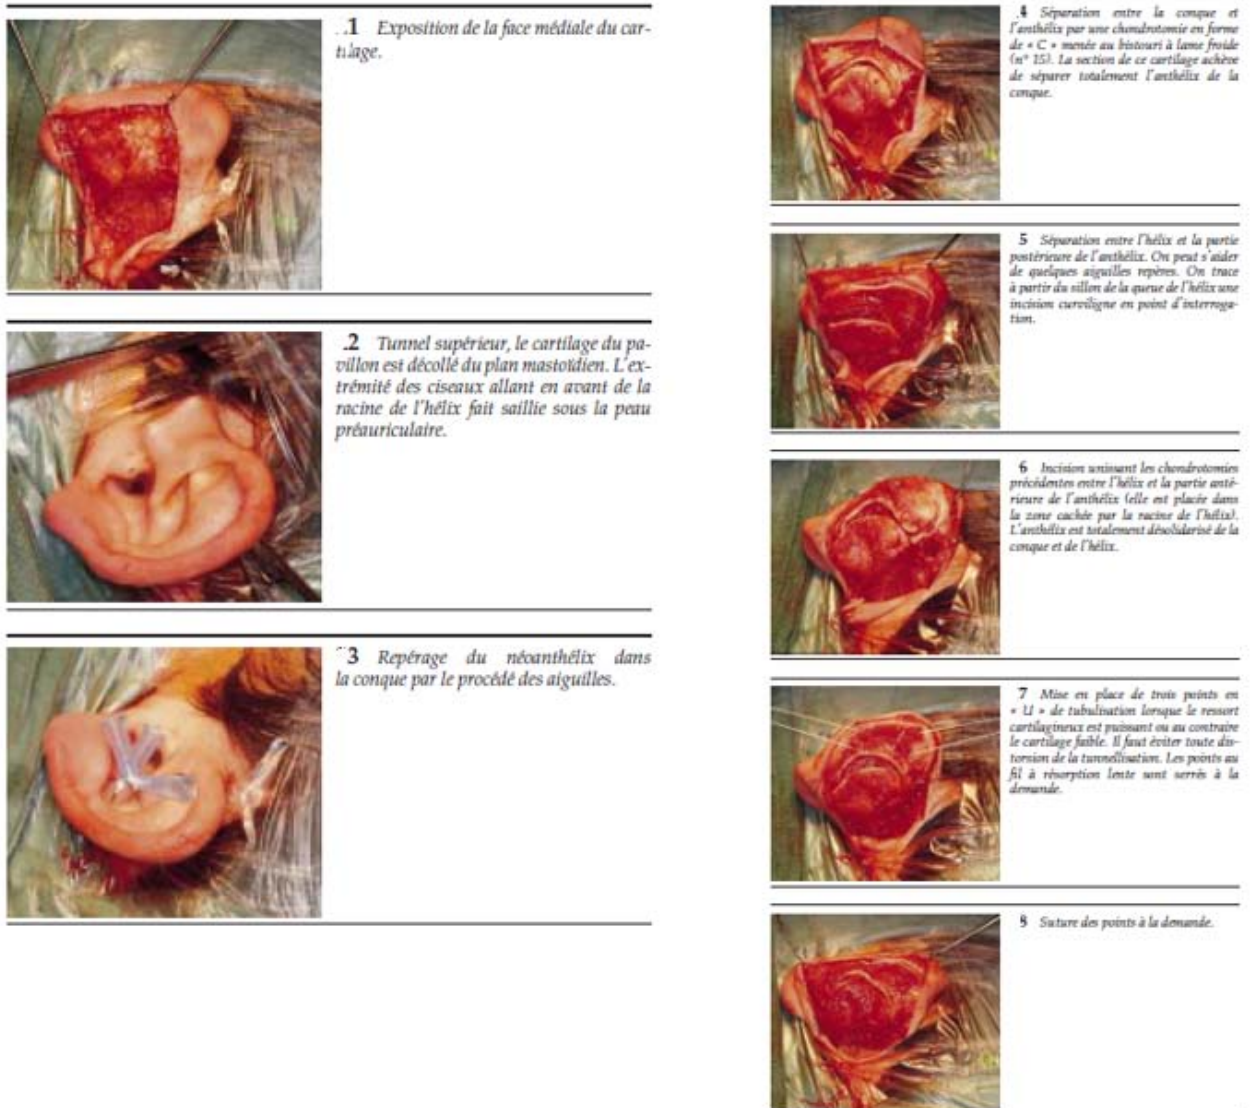 .1 Exposition de la face médiale du car-
tilage.
.2 Tunnel supérieur, le cartilage du pa-
villon est décollé du plan mastoïdien. L'ex-
trémité des ciseaux allant en avant de la
racine de l'hélix fait saillie sous la peau
préauriculaire.
3 Repérage du néoanthélix dans
la conque par le procédé des aiguilles.
.4 Séparation entre la conque et
l'anthélix par une chondrotomie en forme
de « C » menée au bistouri à lame froide
(n° 15). La section de ce cartilage achève
de séparer totalement l'anthélix de la
conque.
5 Séparation entre l'hélix et la partie
postérieure de l'anthélix. On peut s'aider
de quelques aiguilles repères. On trace
à partir du sillon de la queue de l'hélix une
incision curviligne en point d'interroga-
tion.
6 Incision unissant les chondrotomies
précédentes entre l'hélix et la partie anté-
rieure de l'anthélix (elle est placée dans
la zone cachée par la racine de l'hélix).
L'anthélix est totalement désolidarisé de la
conque et de l'hélix.
7 Mise en place de trois points en
« U » de tubulisation lorsque le ressort
cartilagineux est puissant ou au contraire
le cartilage faible. Il faut éviter toute dis-
torsion de la tunnellisation. Les points au
fil à résorption lente sont serrés à la
demande.
8 Suture des points à la demande.